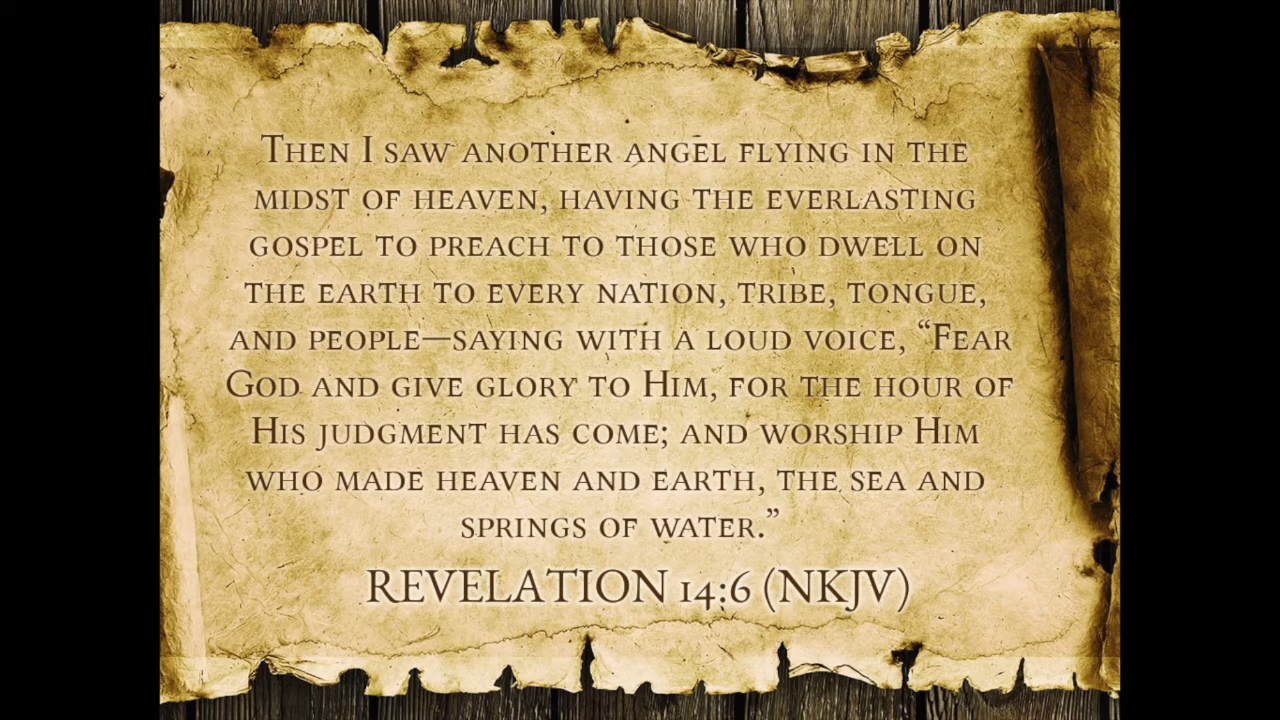 Then I saw another angel flying in the
midst of heaven, having the everlasting
gospel to preach to those who dwell on
the earth to every nation, tribe, tongue,
and people—saying with a loud voice, “Fear
God and give glory to Him, for the hour of
His judgment has come; and worship Him
who made heaven and earth, the sea and
springs of water.”
REVELATION 14:6 (NKJV)